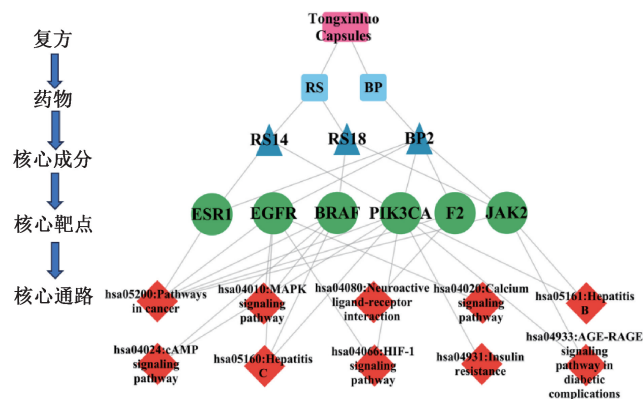 复方
药物
核心成分
核心靶点
核心通路
Tongxinluo
Capsules
RS
BP
RS14
RS18
BP2
ESR1
EGFR
BRAF
PIK3CA
F2
JAK2
hsa05200:Pathways
in cancer
hsa04010:MAPK
signaling
pathway
hsa04080:Neuroactive
ligand-receptor
interaction
hsa04020:Calcium
signaling
pathway
hsa05161:Hepatitis
B
hsa04024:cAMP
signaling
pathway
hsa05160:Hepatitis
C
hsa04066:HIF-1
signaling
pathway
hsa04931:Insulin
resistance
hsa04933:AGE-RAGE
signaling
pathway in
diabetic
complications